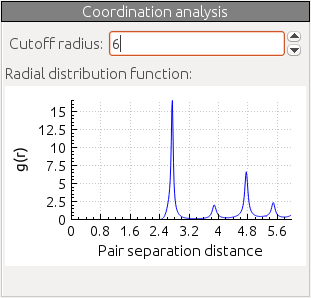 Coordination analysis
Cutoff radius: 6
Radial distribution function:
15
12.5
10
7.5
5
2.5
0
g(r)
0 0.8 1.6 2.4 3.2 4 4.8 5.6
Pair separation distance